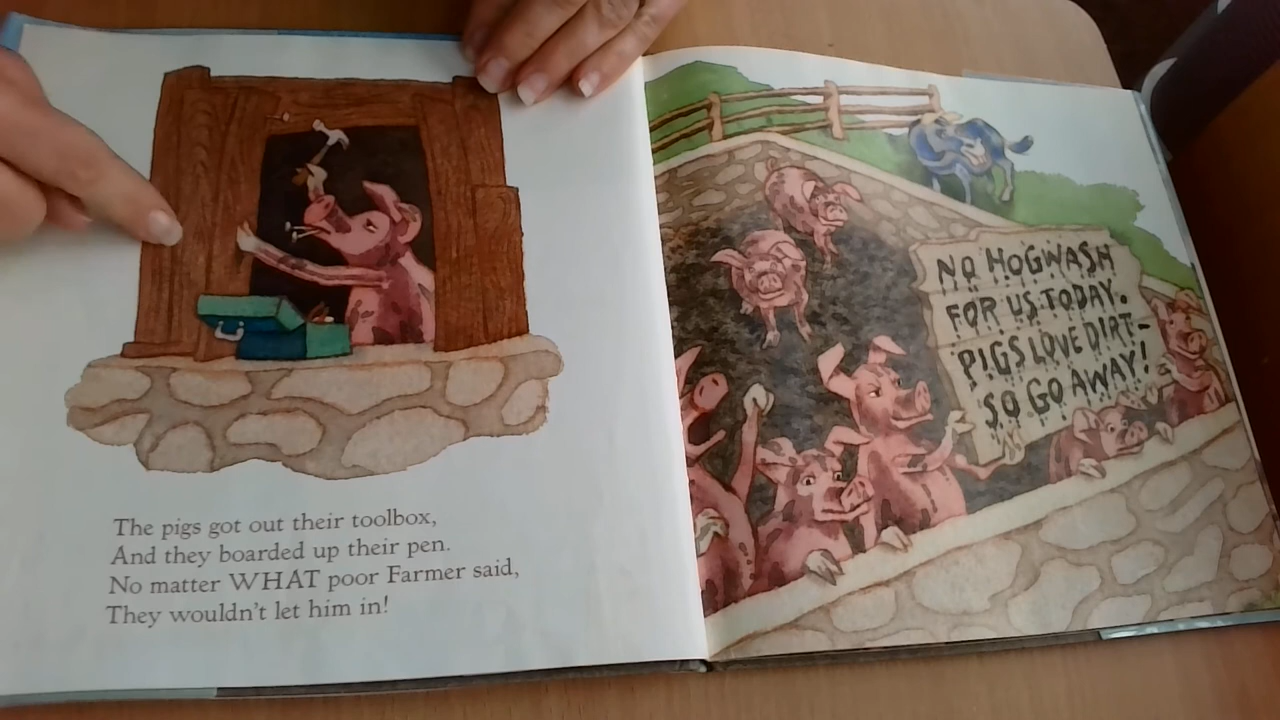 The pigs got out their toolbox,
And they boarded up their pen.
No matter WHAT poor Farmer said,
They wouldn't let him in!
NO HOGWASH
FOR US TODAY.
PIGS LOVE DIRT-
SO GO AWAY!